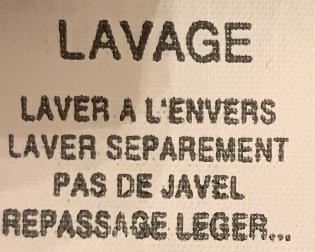 LAVAGE
LAVER A L'ENVERS
LAVER SEPAREMENT
PAS DE JAVEL
REPASSAGE LEGER...